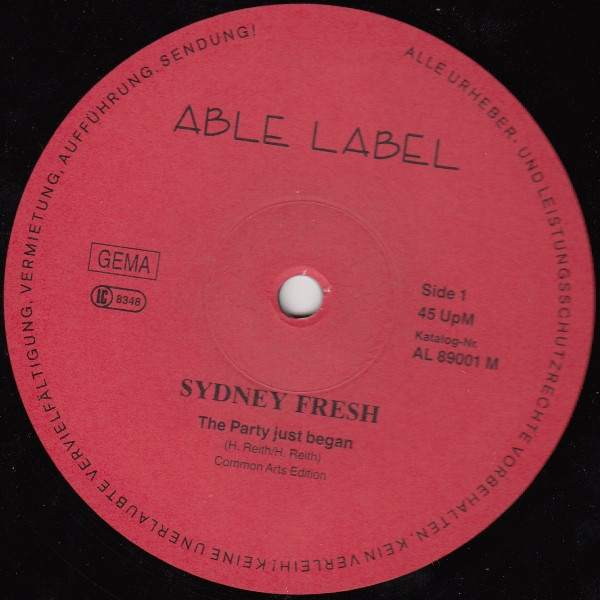 ALLE URHEBER- UND LEISTUNGSSCHUTZRECHTE VORBEHALTEN. KEIN VERLEIH! KEINE UNERLAUBTE VERVIELFÄLTIGUNG, VERMIETUNG, AUFFÜHRUNG, SENDUNG!
ABLE LABEL
GEMA
LC 8348
Side 1
45 UpM
Katalog-Nr.
AL 89001 M
SYDNEY FRESH
The Party just began
(H. Reith/H. Reith)
Common Arts Edition